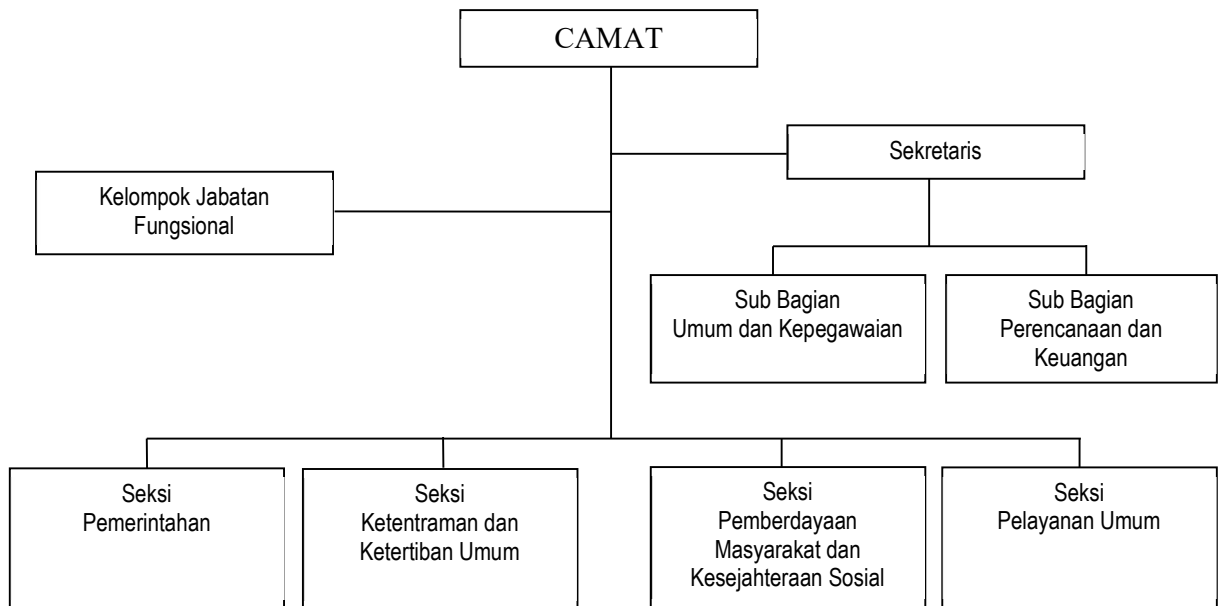 CAMAT
Sekretaris
Kelompok Jabatan
Fungsional
Sub Bagian
Umum dan Kepegawaian
Sub Bagian
Perencanaan dan
Keuangan
Seksi
Pemerintahan
Seksi
Ketentraman dan
Ketertiban Umum
Seksi
Pemberdayaan
Masyarakat dan
Kesejahteraan Sosial
Seksi
Pelayanan Umum